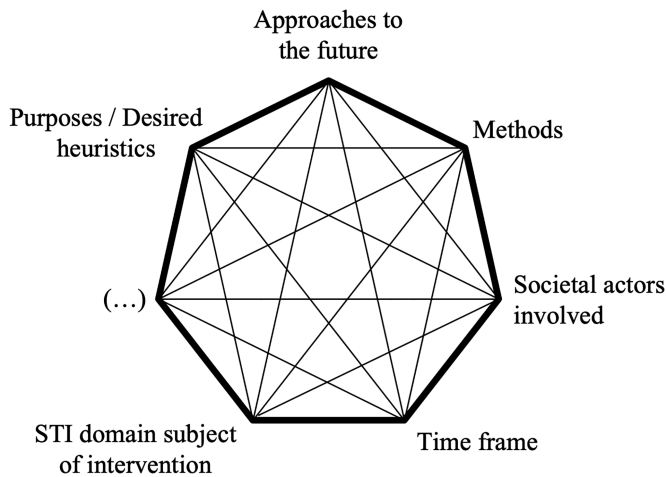 Approaches to
the future
Purposes / Desired
heuristics
Methods
(…)
Societal actors
involved
STI domain subject
of intervention
Time frame